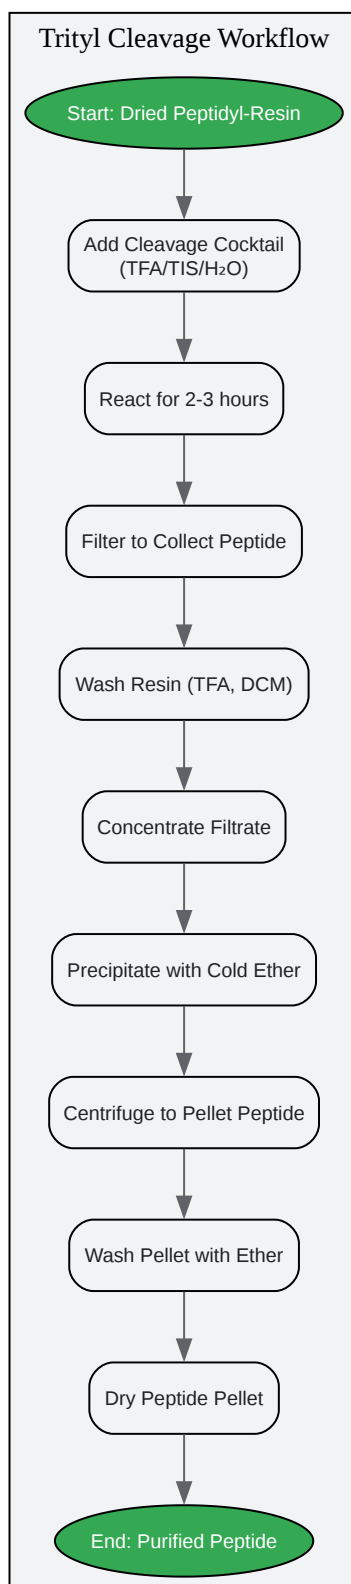 Trityl Cleavage Workflow
Start: Dried Peptidyl-Resin
Add Cleavage Cocktail
(TFA/TIS/H₂O)
React for 2-3 hours
Filter to Collect Peptide
Wash Resin (TFA, DCM)
Concentrate Filtrate
Precipitate with Cold Ether
Centrifuge to Pellet Peptide
Wash Pellet with Ether
Dry Peptide Pellet
End: Purified Peptide